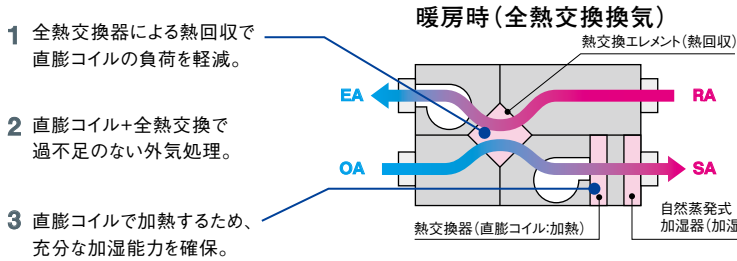 1 全熱交換器による熱回収で
直膨コイルの負荷を軽減。
2 直膨コイル+全熱交換で
過不足のない外気処理。
3 直膨コイルで加熱するため、
充分な加湿能力を確保。
暖房時（全熱交換換気）
熱交換エレメント（熱回収）
EA
RA
OA
SA
熱交換器（直膨コイル：加熱）
自然蒸発式
加湿器（加湿